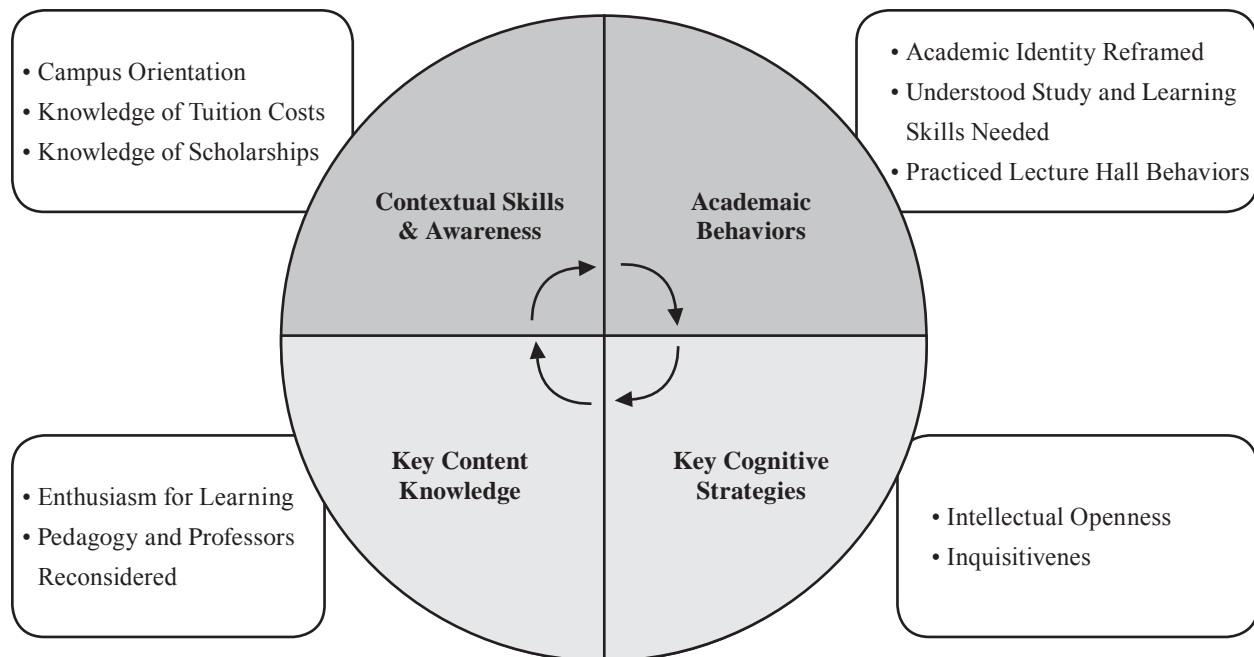 • Campus Orientation
• Knowledge of Tuition Costs
• Knowledge of Scholarships
• Academic Identity Reframed
• Understood Study and Learning
Skills Needed
• Practiced Lecture Hall Behaviors
Contextual Skills
& Awareness
Academaic
Behaviors
Key Content
Knowledge
Key Cognitive
Strategies
• Enthusiasm for Learning
• Pedagogy and Professors
Reconsidered
• Intellectual Openness
• Inquisitivenes